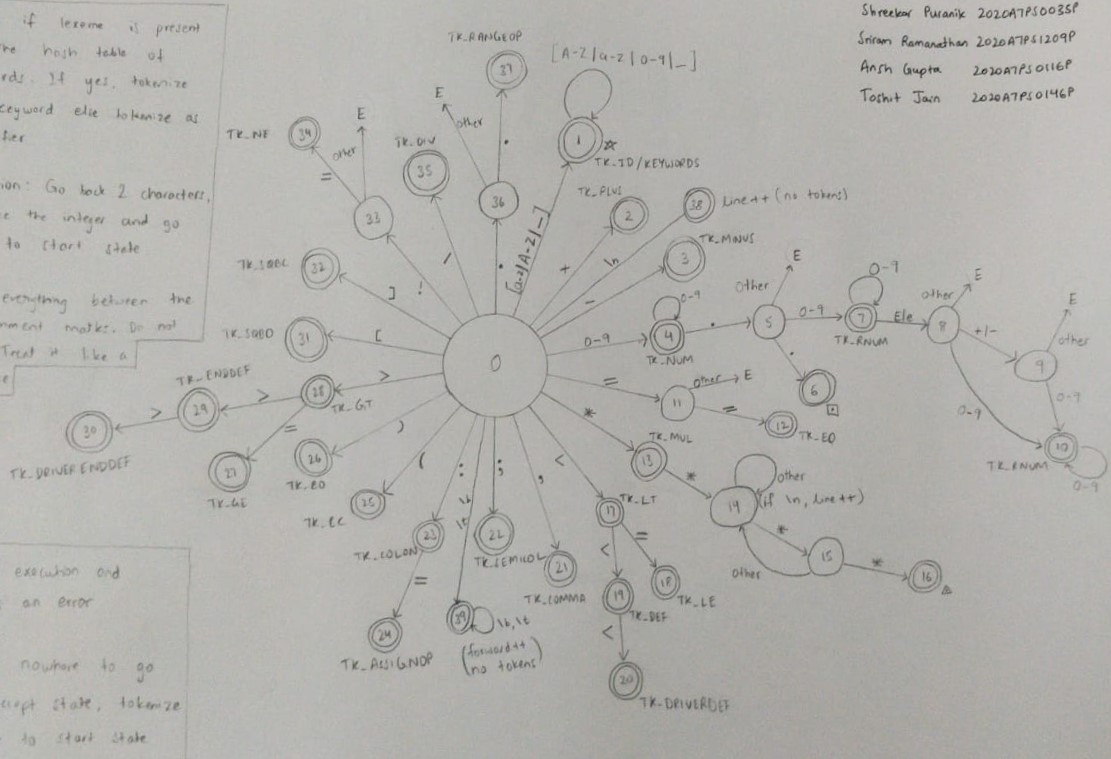 Shreekar Puranik 2020A7PS0035P
Sriram Ramanathan 2020A7PS1209P
Ansh Gupta 2020A7PS0116P
Toshit Jain 2020A7PS0146P
if lexeme is present
he hash table of
rds. If yes, tokenize
keyword else tokenize as
fier
ion: Go back 2 characters,
e the integer and go
to start state
everything between the
mment marks. Do not
Treat it like a
e
execution and
an error
nowhere to go
ccept state, tokenize
to start state
TK_RANGEOP
37
[A-Z|a-z|0-9|_]
E
other
.
1
TK_ID/KEYWORDS
TK_NE
34
=
other
E
TK_DIV
35
36
33
[a-z|A-Z|_]
TK_PLUS
2
38
Line++ (no tokens)
TK_MINUS
3
TK_SQBC
32
]
!
/
.
+
\n
-
TK_SQBO
31
[
0
0-9
0-9
4
TK_NUM
.
other
E
5
0-9
0-9
7
TK_RNUM
E|e
other
E
8
+/-
9
E
other
0-9
0-9
10
TK_RNUM
0-9
.
6
TK_ENDDEF
29
>
28
TK_GT
>
>
30
TK_DRIVERENDDEF
=
27
TK_GE
=
11
other
E
=
12
TK_EQ
)
26
TK_BO
(
25
TK_BC
:
23
TK_COLON
=
24
TK_ASSIGNOP
\b
\t
39
\b,\t
(forward++
no tokens)
;
22
TK_SEMICOL
,
21
TK_COMMA
<
17
TK_LT
=
18
TK_LE
<
19
TK_DEF
<
20
TK_DRIVERDEF
*
TK_MUL
13
*
14
other
(if \n, line++)
*
15
other
*
16